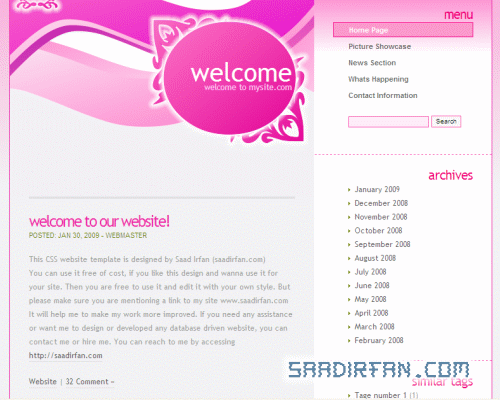 welcome
welcome to mysite.com
welcome to our website!
POSTED: JAN 30, 2009 - WEBMASTER
This CSS website template is designed by Saad Irfan (saadirfan.com)
You can use it free of cost, if you like this design and wanna use it for
your site. Then you are free to use it and edit it with your own style. But
please make sure you are mentioning a link to my site www.saadirfan.com
It will help me to make my work more improved. If you need any assistance
or want me to design or developed any database driven website, you can
contact me or hire me. You can reach to me by accessing
http://saadirfan.com
Website | 32 Comment »
menu
Home Page
Picture Showcase
News Section
Whats Happening
Contact Information
Search
archives
January 2009
December 2008
November 2008
October 2008
September 2008
August 2008
July 2008
June 2008
May 2008
April 2008
March 2008
February 2008
SAADIRFAN.COM
similar tags
Tage number 1 (1)